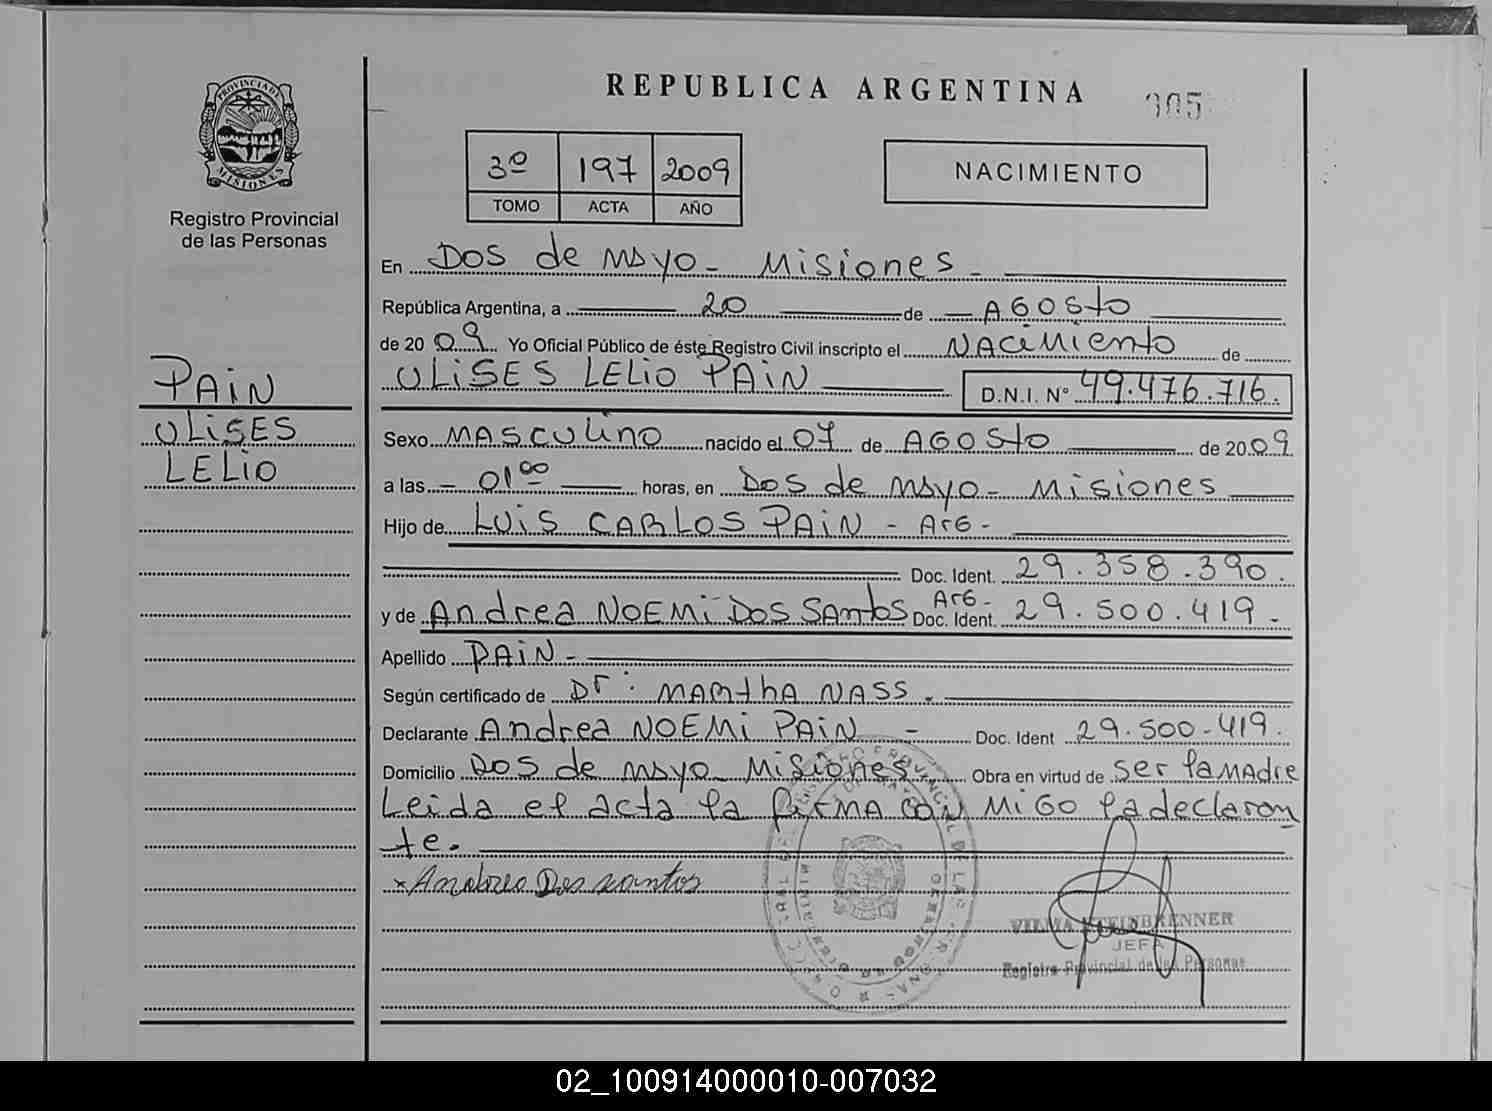 PROVINCIA DE
MISIONES
Registro Provincial
de las Personas
PAIN
ULISES
LELIO
REPUBLICA ARGENTINA
305
3º 197 2009
TOMO ACTA AÑO
NACIMIENTO
En Dos de mayo - Misiones -
República Argentina, a 20 de Agosto
de 20 09 Yo Oficial Público de éste Registro Civil inscripto el Nacimiento de
ULISES LELIO PAIN D.N.I. Nº 49.476.716.
Sexo MASCULINO nacido el 07 de AGOSTO de 20 09
a las - 01 00 horas, en Dos de mayo - Misiones
Hijo de LUIS CARLOS PAIN - ArG -
Doc. Ident. 29.358.390.
y de Andrea NOEMI DOS SANTOS ArG - Doc. Ident. 29.500.419 -
Apellido PAIN -
Según certificado de Dr: MARthA NASS.
Declarante Andrea NOEMI PAIN - Doc. Ident 29.500-419.
Domicilio Dos de mayo Misiones. Obra en virtud de ser la MAdre
Leida el acta la firMA CON MIGO la declaran
te.
x Andrea Dos santos
VILMA STEINBRENNER
JEFA
Registro Provincial de las Personas
02_100914000010-007032